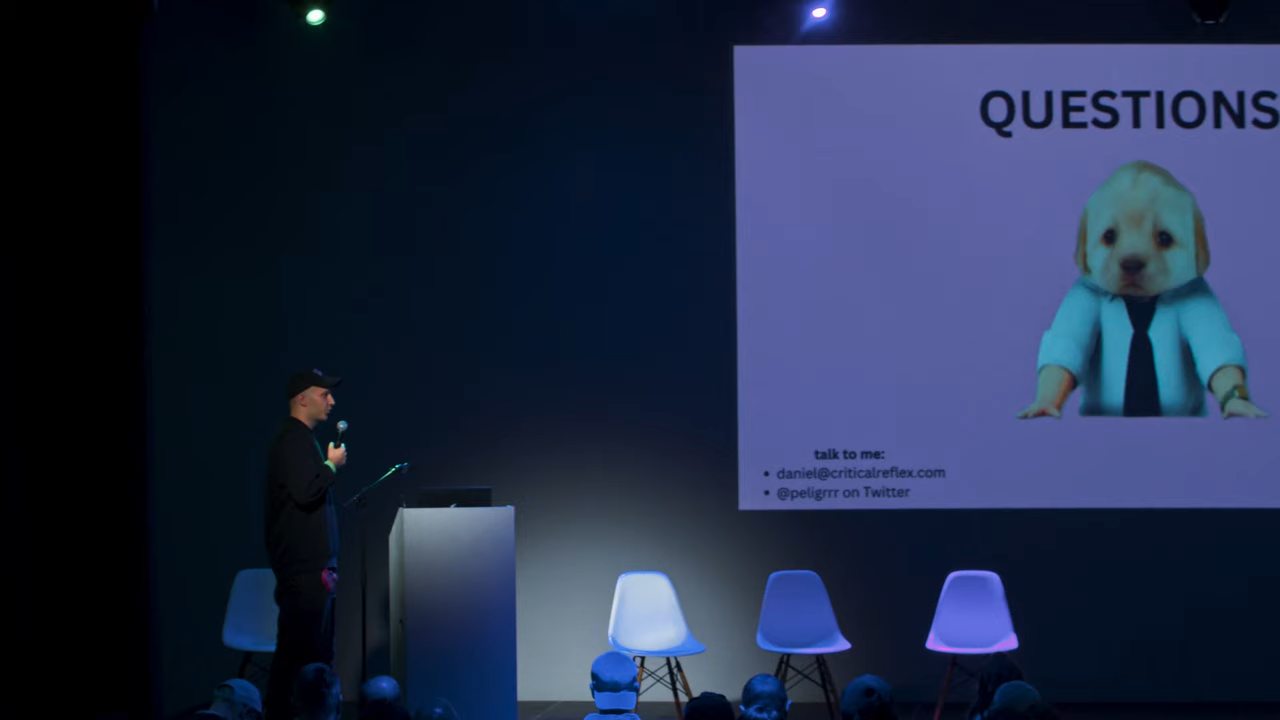 QUESTIONS
talk to me:
• daniel@criticalreflex.com
• @peligrrr on Twitter